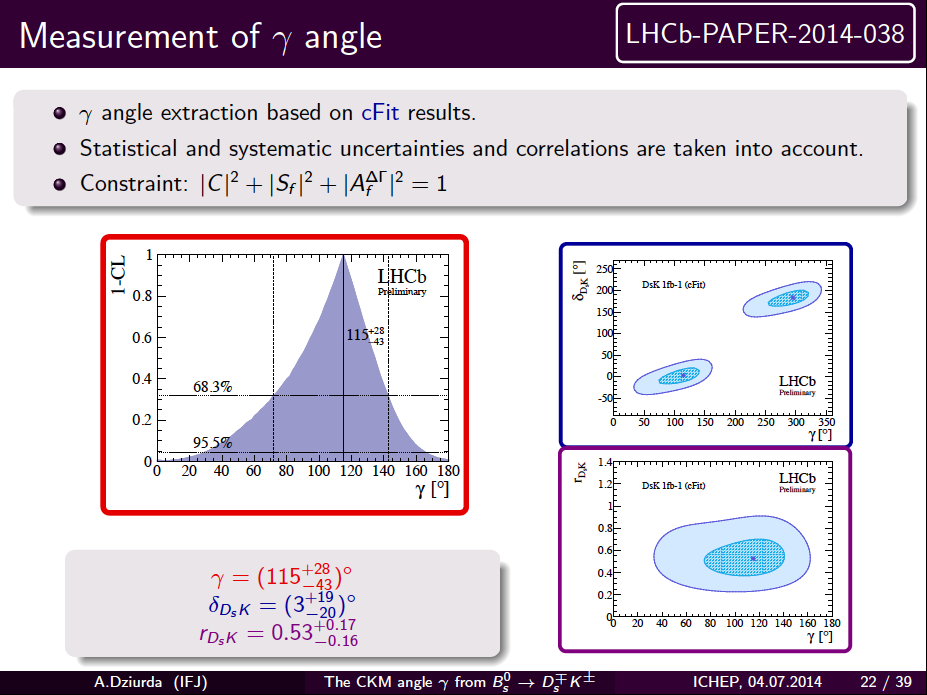 Measurement of γ angle
LHCb-PAPER-2014-038
γ angle extraction based on cFit results.
Statistical and systematic uncertainties and correlations are taken into account.
Constraint: |C|² + |S_f|² + |A_f^ΔΓ|² = 1
1-CL
1
0.8
0.6
0.4
0.2
0
LHCb
Preliminary
115 +28 −43
68.3%
95.5%
0 20 40 60 80 100 120 140 160 180
γ [°]
δ_D_sK [°]
250
200
150
100
50
0
-50
DsK 1fb-1 (cFit)
LHCb
Preliminary
0 50 100 150 200 250 300 350
γ [°]
r_D_sK
1.4
1.2
1
0.8
0.6
0.4
0.2
0
DsK 1fb-1 (cFit)
LHCb
Preliminary
0 20 40 60 80 100 120 140 160 180
γ [°]
γ = (115 +28 −43)°
δ_D_sK = (3 +19 −20)°
r_D_sK = 0.53 +0.17 −0.16
A.Dziurda (IFJ)
The CKM angle γ from B⁰_s → D∓_s K±
ICHEP, 04.07.2014
22 / 39